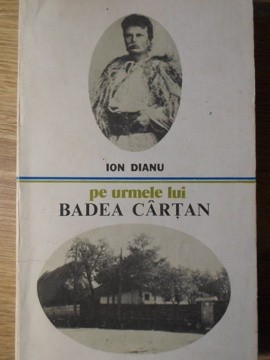 ION DIANU
pe urmele lui
BADEA CÂRȚAN